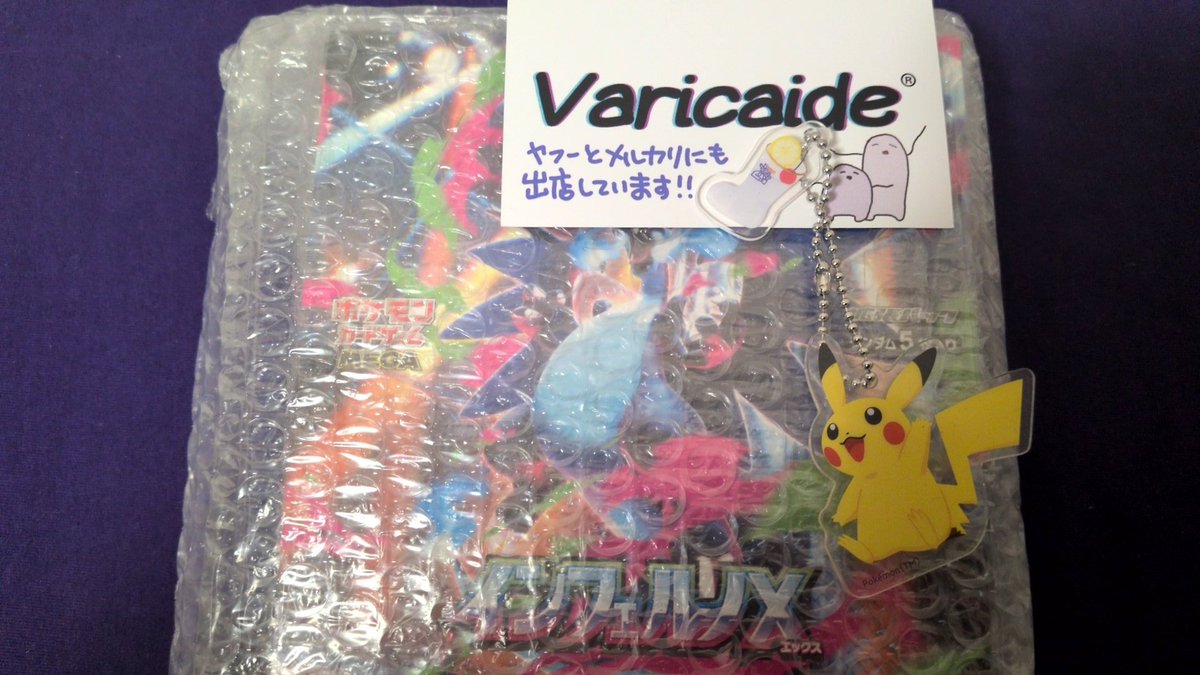 Varicaide®
ヤフーとメルカリにも
出店しています!!
ポケモン
カードゲーム
MEGA
インフェルノX
エックス
Pokémon(TM)